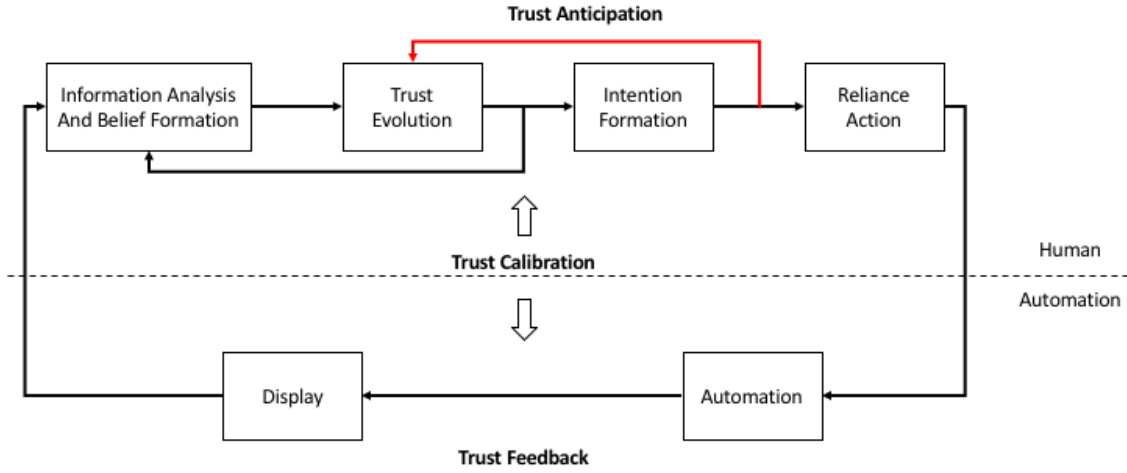 Trust Anticipation
Information Analysis
And Belief Formation
Trust
Evolution
Intention
Formation
Reliance
Action
Trust Calibration
Human
Automation
Display
Automation
Trust Feedback